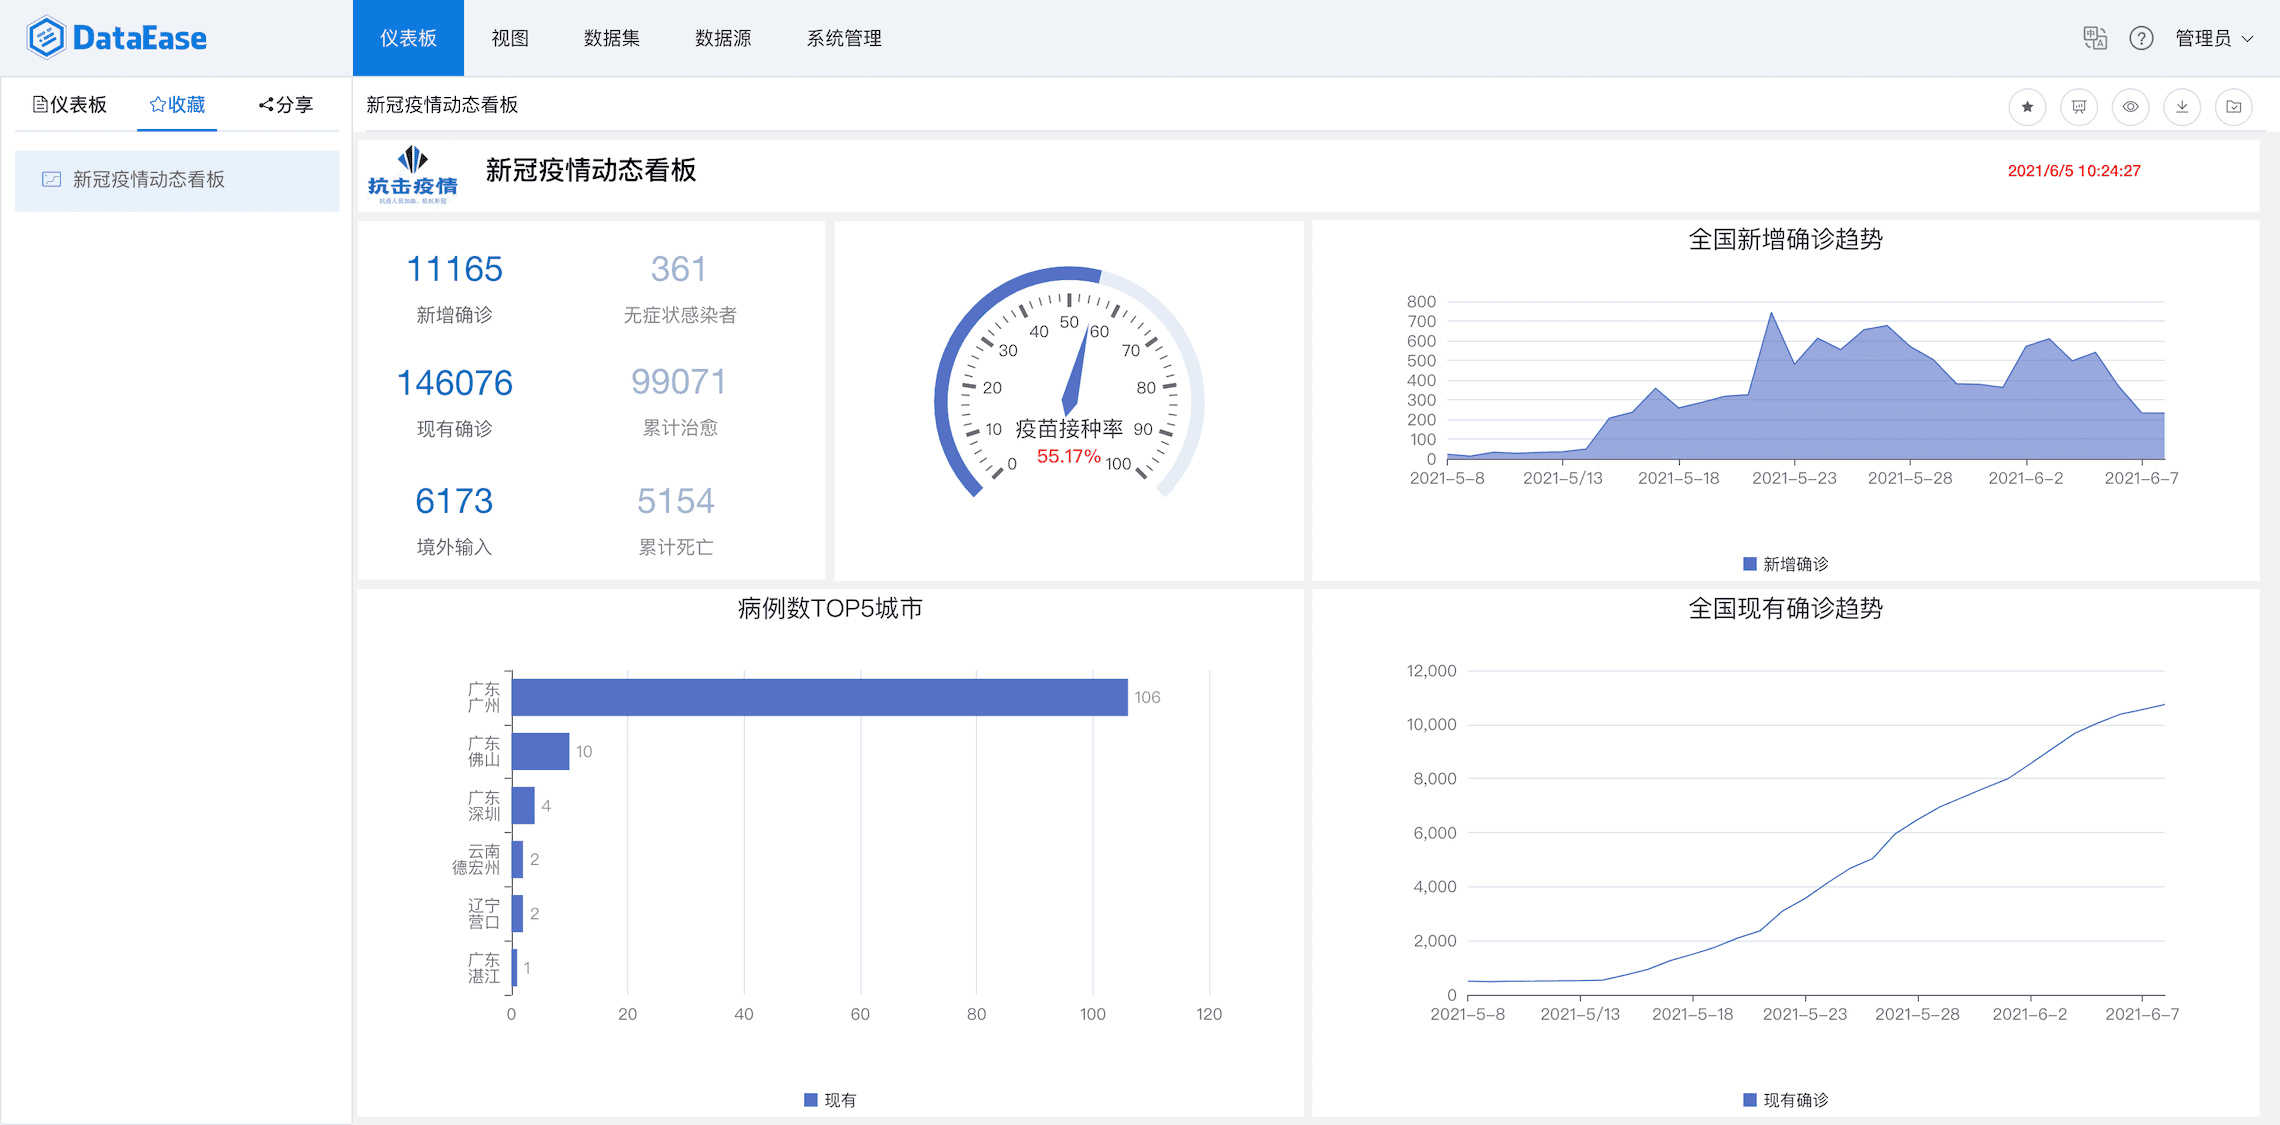 DataEase
仪表板 视图 数据集 数据源 系统管理 管理员
仪表板 收藏 分享
新冠疫情动态看板
新冠疫情动态看板
抗击疫情
新冠疫情动态看板
2021/6/5 10:24:27
11165 361
新增确诊 无症状感染者
146076 99071
现有确诊 累计治愈
6173 5154
境外输入 累计死亡
0 10 20 30 40 50 60 70 80 90 100
疫苗接种率
55.17%
全国新增确诊趋势
800
700
600
500
400
300
200
100
0
2021-5-8 2021-5/13 2021-5-18 2021-5-23 2021-5-28 2021-6-2 2021-6-7
新增确诊
病例数TOP5城市
广东
广州 106
广东
佛山 10
广东
深圳 4
云南
德宏州 2
辽宁
营口 2
广东
湛江 1
0 20 40 60 80 100 120
现有
全国现有确诊趋势
12,000
10,000
8,000
6,000
4,000
2,000
0
2021-5-8 2021-5/13 2021-5-18 2021-5-23 2021-5-28 2021-6-2 2021-6-7
现有确诊